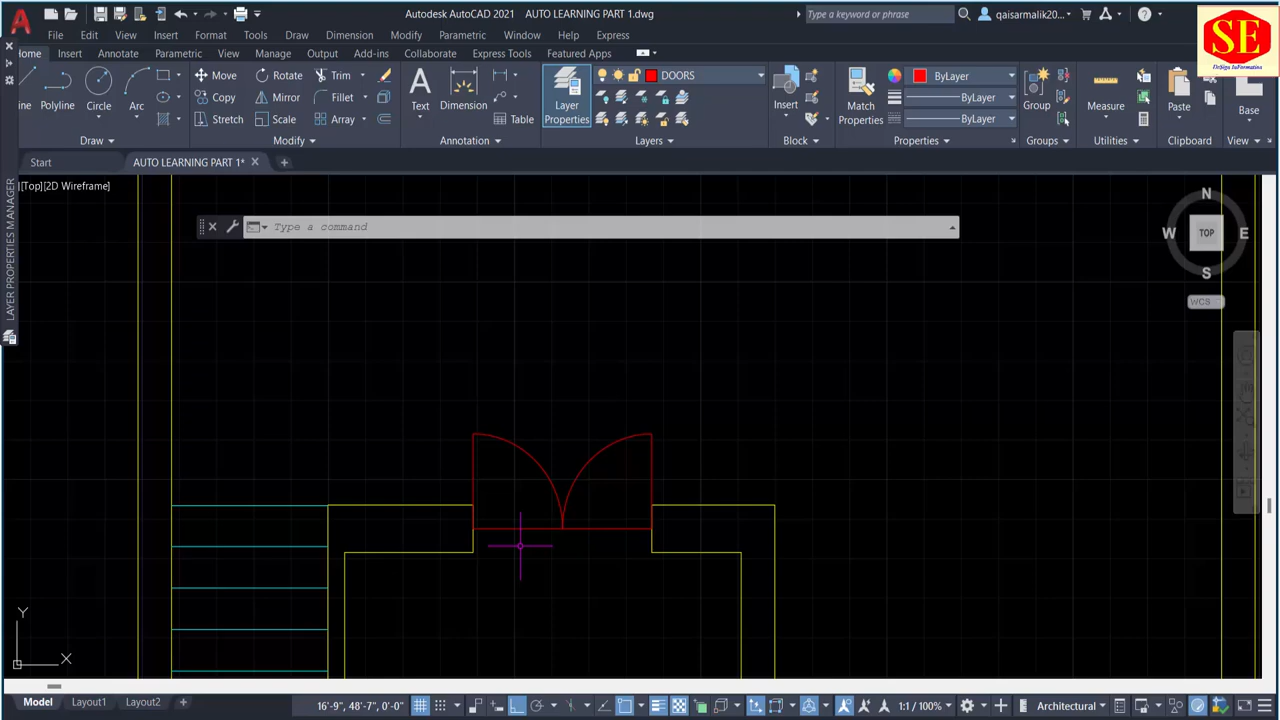 Autodesk AutoCAD 2021 AUTO LEARNING PART 1.dwg
Type a keyword or phrase
qaisarmalik20...
SE
DeSign InFormation
File Edit View Insert Format Tools Draw Dimension Modify Parametric Window Help Express
Home Insert Annotate Parametric View Manage Output Add-ins Collaborate Express Tools Featured Apps
Line Polyline Circle Arc
Move Rotate Trim
Copy Mirror Fillet
Stretch Scale Array
Text Dimension Table
Layer Properties
DOORS
Insert
Match Properties
ByLayer
ByLayer
ByLayer
Group
Measure
Paste
Base
Draw Modify Annotation Layers Block Properties Groups Utilities Clipboard View
Start AUTO LEARNING PART 1*
[Top][2D Wireframe]
LAYER PROPERTIES MANAGER
Type a command
N
W TOP E
S
WCS
Y
X
Model Layout1 Layout2
16'-9", 48'-7", 0'-0" MODEL 1:1 / 100% Architectural